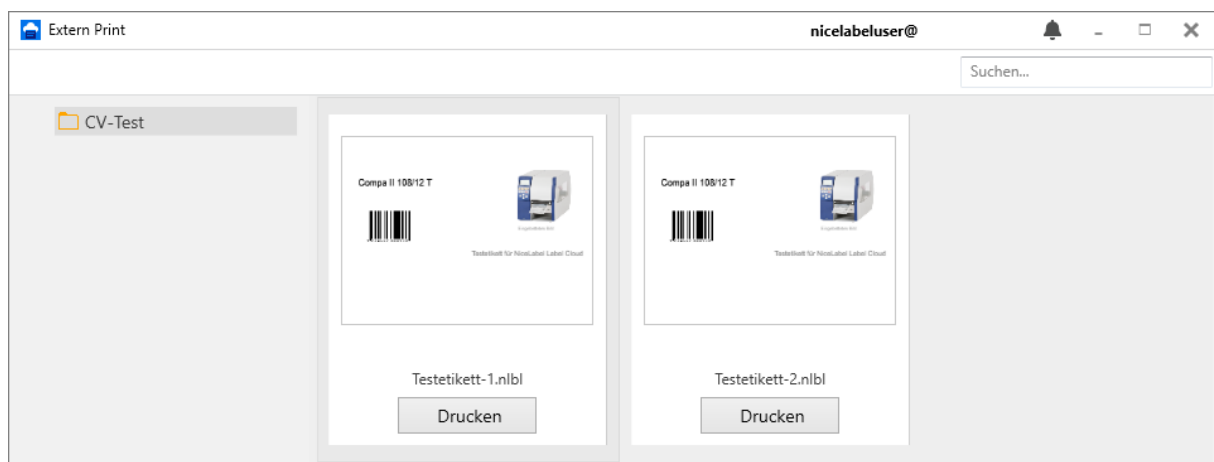 Extern Print
nicelabeluser@
Suchen...
CV-Test
Compa II 108/12 T
Testetikett für NiceLabel Label Cloud
Testetikett-1.nlbl
Drucken
Compa II 108/12 T
Testetikett für NiceLabel Label Cloud
Testetikett-2.nlbl
Drucken